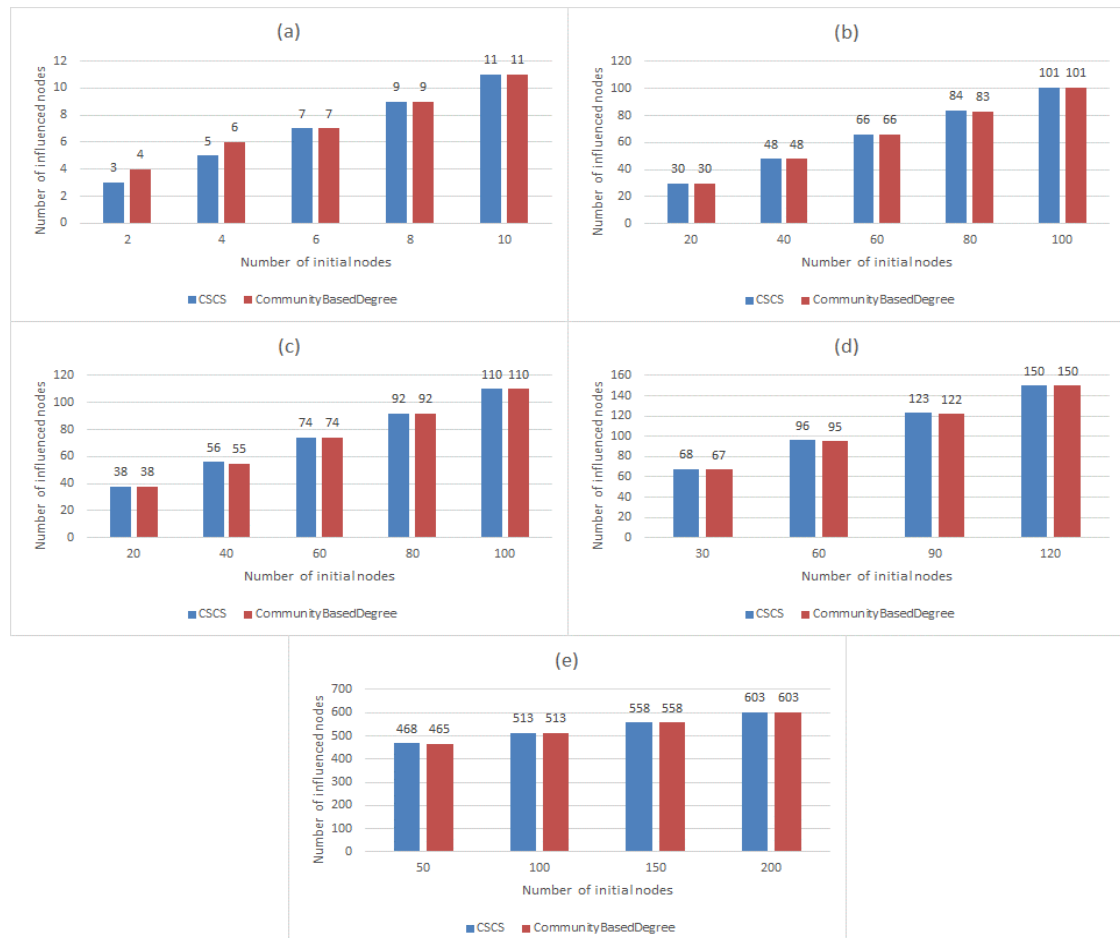 (a)
Number of influenced nodes
12
10
8
6
4
2
0
3 4 5 6 7 7 9 9 11 11
2 4 6 8 10
Number of initial nodes
CSCS CommunityBasedDegree
(b)
Number of influenced nodes
120
100
80
60
40
20
0
30 30 48 48 66 66 84 83 101 101
20 40 60 80 100
Number of initial nodes
CSCS CommunityBasedDegree
(c)
Number of influenced nodes
120
100
80
60
40
20
0
38 38 56 55 74 74 92 92 110 110
20 40 60 80 100
Number of initial nodes
CSCS CommunityBasedDegree
(d)
Number of influenced nodes
160
140
120
100
80
60
40
20
0
68 67 96 95 123 122 150 150
30 60 90 120
Number of initial nodes
CSCS CommunityBasedDegree
(e)
Number of influenced nodes
700
600
500
400
300
200
100
0
468 465 513 513 558 558 603 603
50 100 150 200
Number of initial nodes
CSCS CommunityBasedDegree